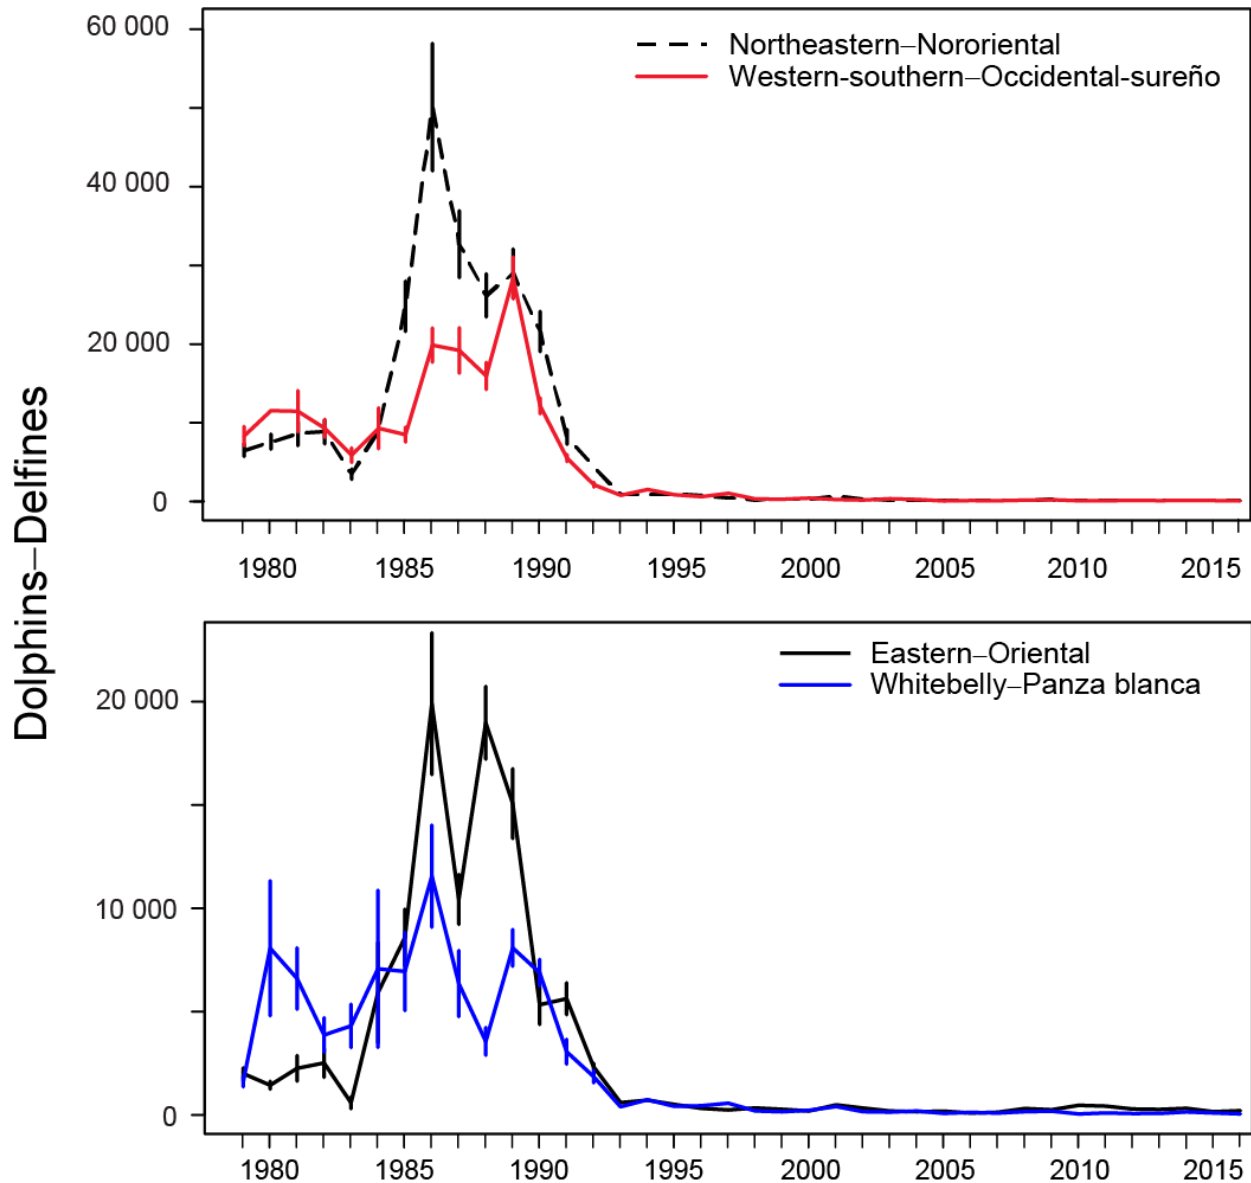 Dolphins–Delfines
60 000
40 000
20 000
0
Northeastern–Nororiental
Western-southern–Occidental-sureño
1980 1985 1990 1995 2000 2005 2010 2015
20 000
10 000
0
Eastern–Oriental
Whitebelly–Panza blanca
1980 1985 1990 1995 2000 2005 2010 2015